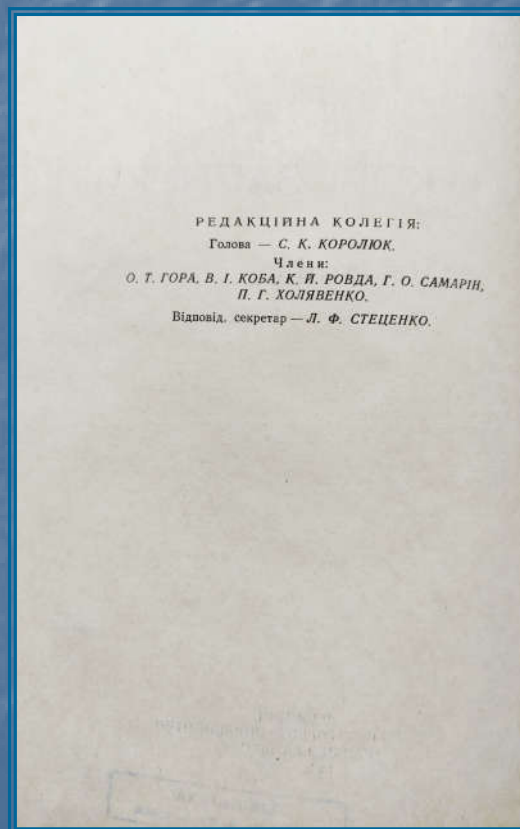 РЕДАКЦІЙНА КОЛЕГІЯ:
Голова — С. К. КОРОЛЮК.
Члени:
О. Т. ГОРА, В. І. КОБА, К. Й. РОВДА, Г. О. САМАРІН,
П. Г. ХОЛЯВЕНКО.
Відповід. секретар — Л. Ф. СТЕЦЕНКО.